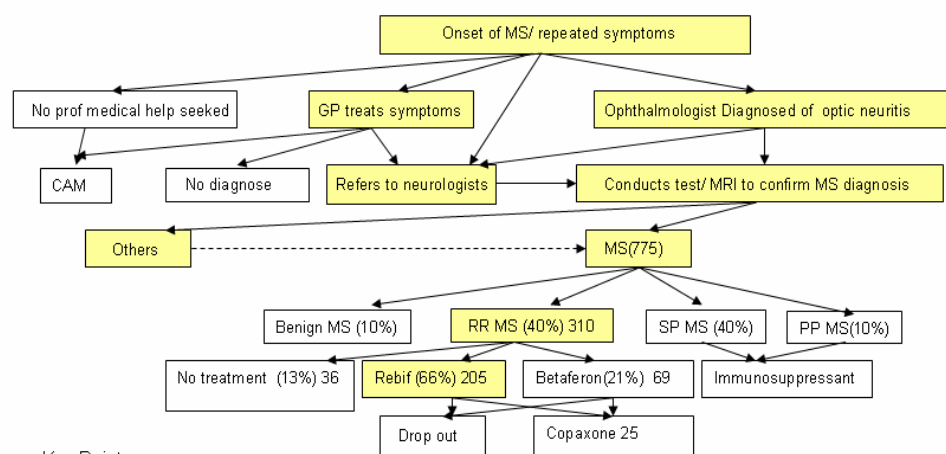 Onset of MS/ repeated symptoms
No prof medical help seeked
GP treats symptoms
Ophthalmologist Diagnosed of optic neuritis
CAM
No diagnose
Refers to neurologists
Conducts test/ MRI to confirm MS diagnosis
Others
MS(775)
Benign MS (10%)
RR MS (40%) 310
SP MS (40%)
PP MS(10%)
No treatment (13%) 36
Rebif (66%) 205
Betaferon(21%) 69
Immunosuppressant
Drop out
Copaxone 25